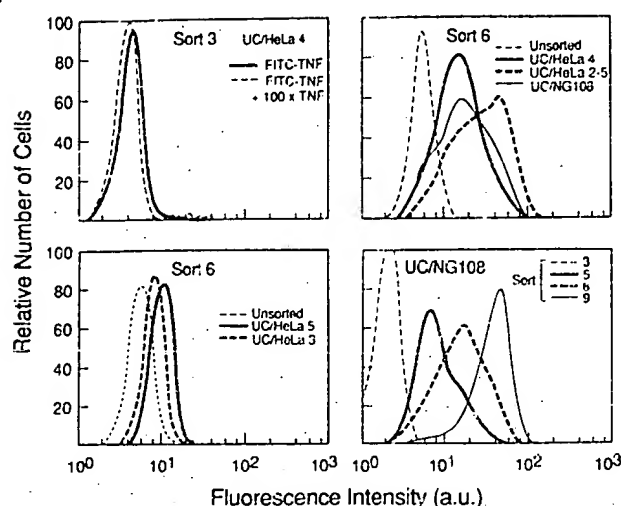 Relative Number of Cells
100
80
60
40
20
Sort 3
UC/HeLa 4
FITC-TNF
FITC-TNF
+ 100 x TNF
Sort 6
Unsorted
UC/HeLa 4
UC/HeLa 2-5
UC/NG108
100
80
60
40
20
Sort 6
Unsorted
UC/HeLa 5
UC/HeLa 3
10⁰
10¹
10²
10³
UC/NG108
Sort
3
5
6
9
10⁰
10¹
10²
10³
Fluorescence Intensity (a.u.)